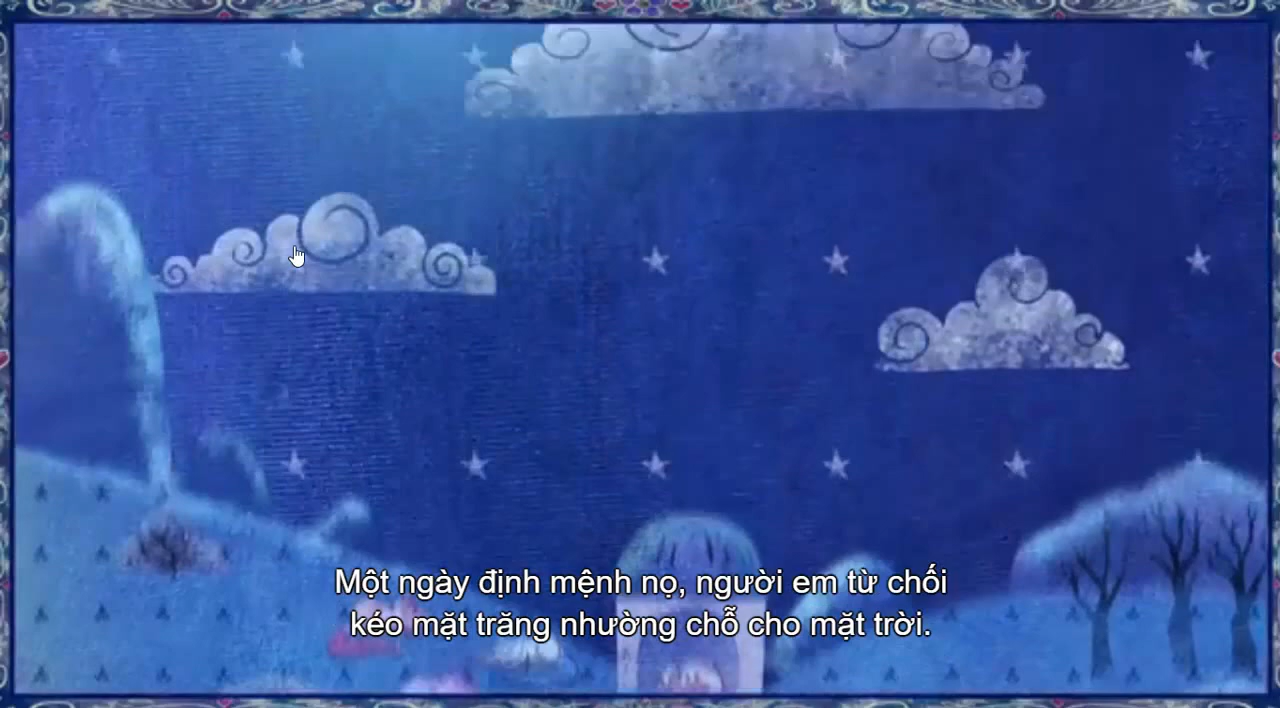 Một ngày định mệnh nọ, người em từ chối
kéo mặt trăng nhường chỗ cho mặt trời.